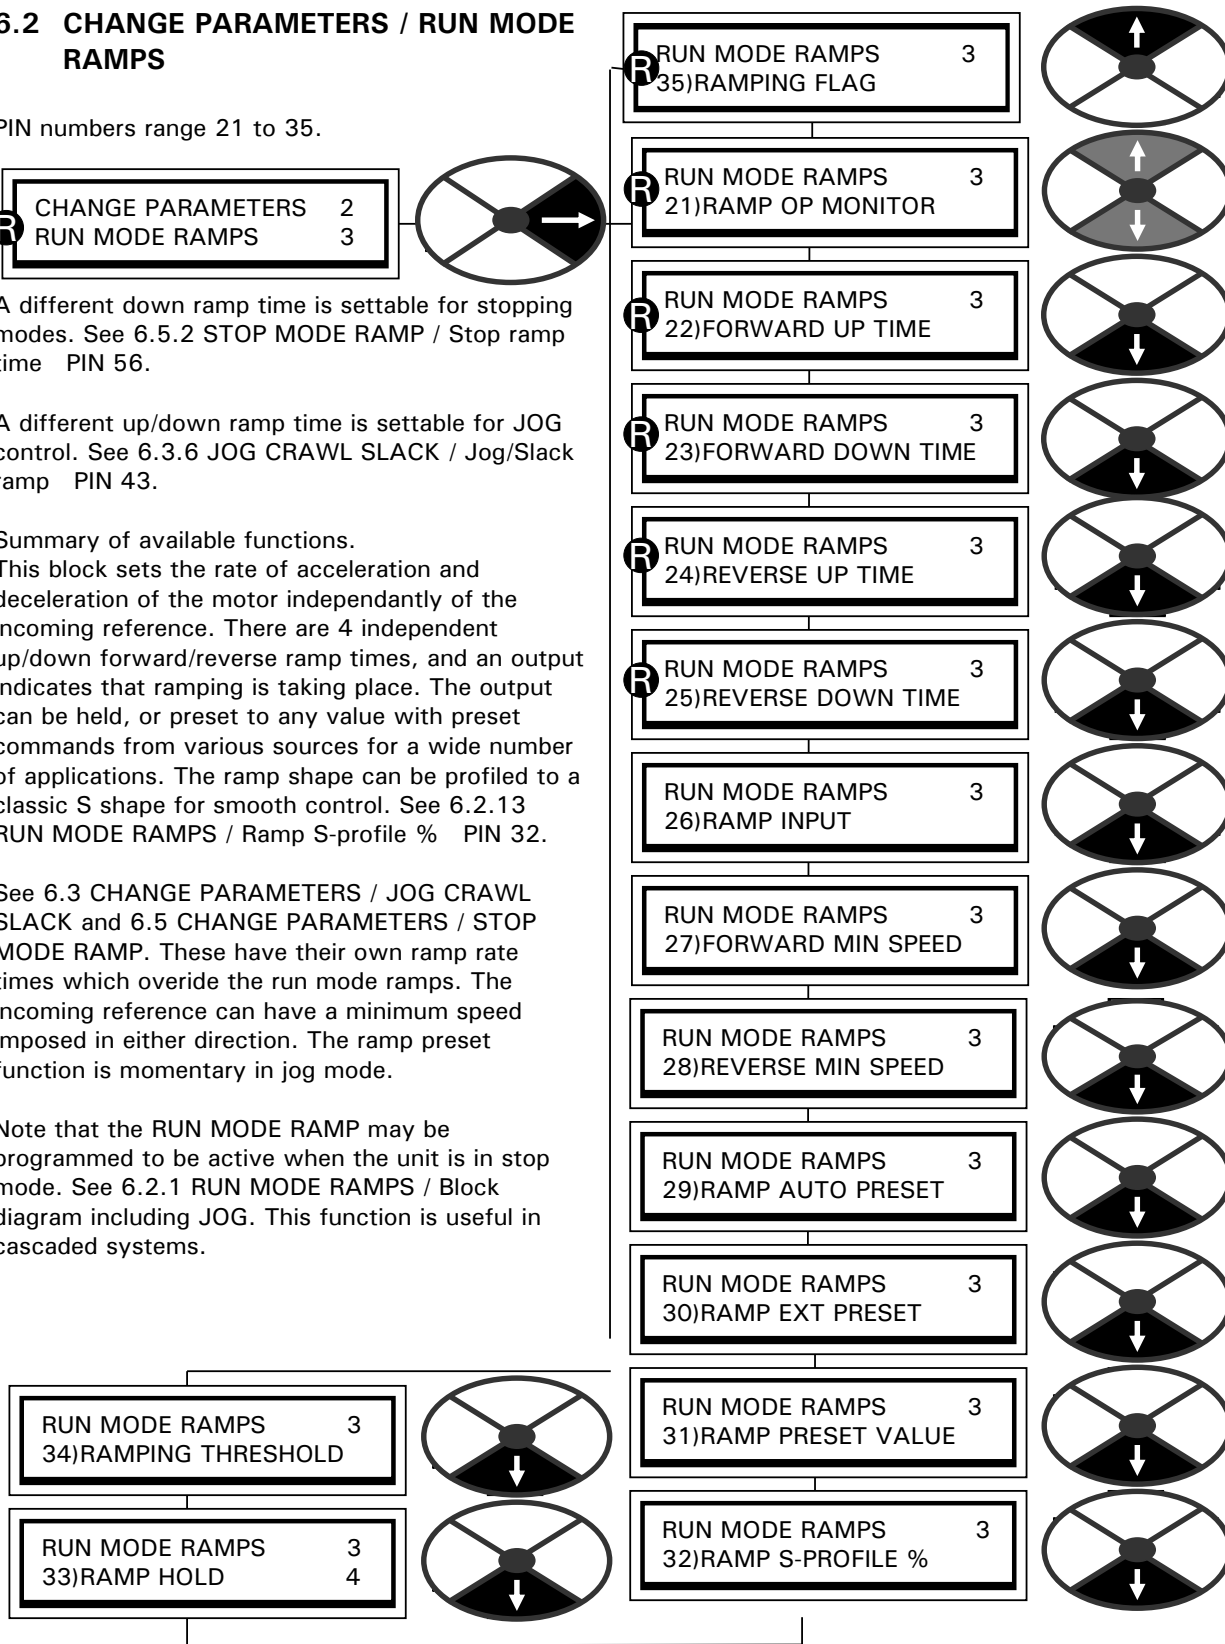 6.2 CHANGE PARAMETERS / RUN MODE
RAMPS
PIN numbers range 21 to 35.
R
CHANGE PARAMETERS 2
RUN MODE RAMPS 3
A different down ramp time is settable for stopping
modes. See 6.5.2 STOP MODE RAMP / Stop ramp
time PIN 56.
A different up/down ramp time is settable for JOG
control. See 6.3.6 JOG CRAWL SLACK / Jog/Slack
ramp PIN 43.
Summary of available functions.
This block sets the rate of acceleration and
deceleration of the motor independantly of the
incoming reference. There are 4 independent
up/down forward/reverse ramp times, and an output
indicates that ramping is taking place. The output
can be held, or preset to any value with preset
commands from various sources for a wide number
of applications. The ramp shape can be profiled to a
classic S shape for smooth control. See 6.2.13
RUN MODE RAMPS / Ramp S-profile % PIN 32.
See 6.3 CHANGE PARAMETERS / JOG CRAWL
SLACK and 6.5 CHANGE PARAMETERS / STOP
MODE RAMP. These have their own ramp rate
times which overide the run mode ramps. The
incoming reference can have a minimum speed
imposed in either direction. The ramp preset
function is momentary in jog mode.
Note that the RUN MODE RAMP may be
programmed to be active when the unit is in stop
mode. See 6.2.1 RUN MODE RAMPS / Block
diagram including JOG. This function is useful in
cascaded systems.
R
RUN MODE RAMPS 3
35)RAMPING FLAG
R
RUN MODE RAMPS 3
21)RAMP OP MONITOR
R
RUN MODE RAMPS 3
22)FORWARD UP TIME
R
RUN MODE RAMPS 3
23)FORWARD DOWN TIME
R
RUN MODE RAMPS 3
24)REVERSE UP TIME
R
RUN MODE RAMPS 3
25)REVERSE DOWN TIME
RUN MODE RAMPS 3
26)RAMP INPUT
RUN MODE RAMPS 3
27)FORWARD MIN SPEED
RUN MODE RAMPS 3
28)REVERSE MIN SPEED
RUN MODE RAMPS 3
29)RAMP AUTO PRESET
RUN MODE RAMPS 3
30)RAMP EXT PRESET
RUN MODE RAMPS 3
31)RAMP PRESET VALUE
RUN MODE RAMPS 3
32)RAMP S-PROFILE %
RUN MODE RAMPS 3
34)RAMPING THRESHOLD
RUN MODE RAMPS 3
33)RAMP HOLD 4